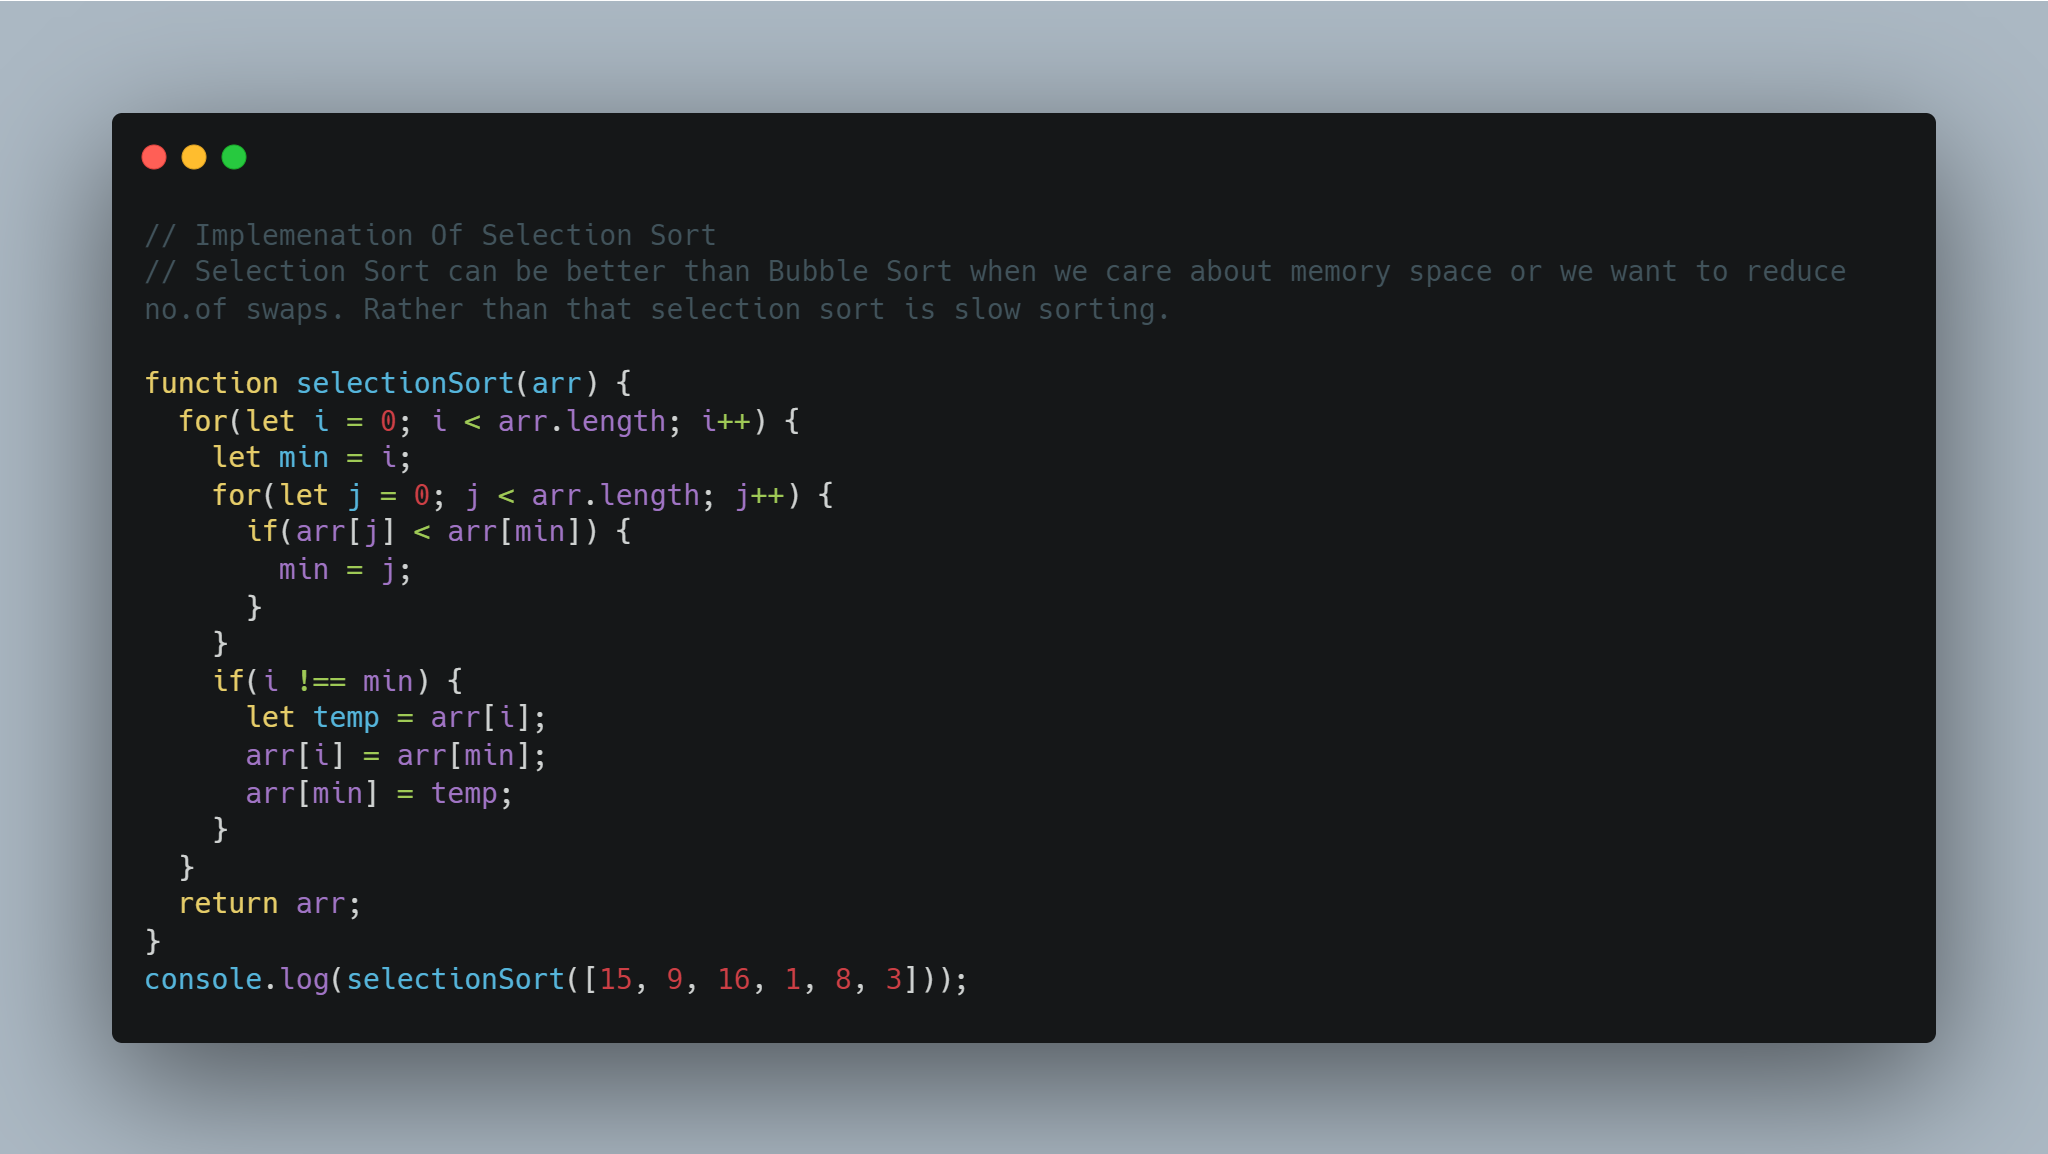 // Implemenation Of Selection Sort
// Selection Sort can be better than Bubble Sort when we care about memory space or we want to reduce
no.of swaps. Rather than that selection sort is slow sorting.

function selectionSort(arr) {
  for(let i = 0; i < arr.length; i++) {
    let min = i;
    for(let j = 0; j < arr.length; j++) {
      if(arr[j] < arr[min]) {
        min = j;
      }
    }
    if(i !== min) {
      let temp = arr[i];
      arr[i] = arr[min];
      arr[min] = temp;
    }
  }
  return arr;
}
console.log(selectionSort([15, 9, 16, 1, 8, 3]));